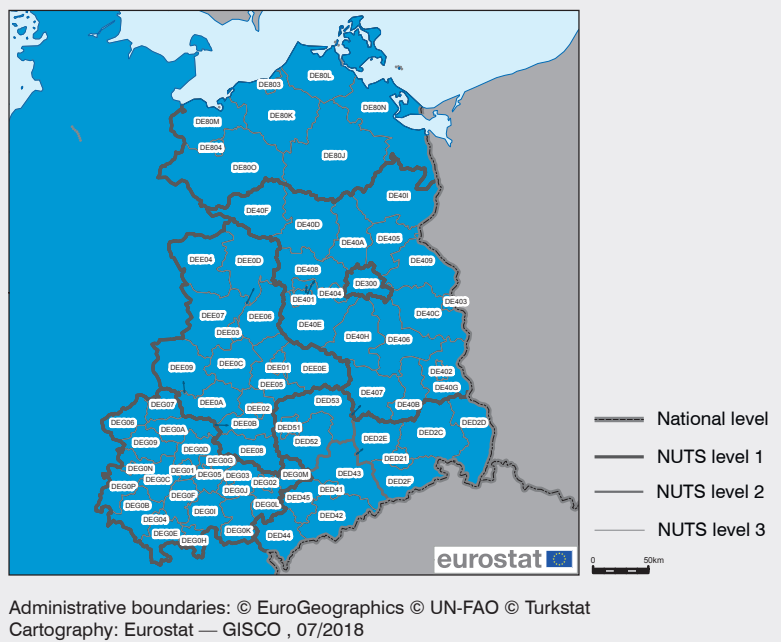 DE80L
DE803
DE80N
DE80K
DE80M
DE804
DE80J
DE80O
DE40I
DE40F
DE40D
DE405
DE40A
DEE04
DEE0D
DE409
DE408
DE300
DE404
DE401
DE403
DE40C
DEE07
DEE06
DE40E
DEE03
DE40H
DE406
DEE0C
DEE09
DEE01
DEE0E
DE402
DEE05
DE40G
DE407
DEE0A
DED53
DEG07
DE40B
DEE02
DEG06
DEE0B
DED2D
DEG0A
DED51
DED2C
DED2E
DEG09
DED52
DEG0D
DEE08
DEG0G
DED21
DEG0N
DEG01
DEG05
DEG03
DEG0M
DED43
DEG0C
DEG02
DED2F
DEG0P
DEG0J
DED41
DEG0F
DED45
DEG0B
DEG0L
DEG0I
DED42
DEG04
DEG0K
DEG0E
DED44
DEG0H
National level
NUTS level 1
NUTS level 2
NUTS level 3
0 50km
eurostat
Administrative boundaries: © EuroGeographics © UN-FAO © Turkstat
Cartography: Eurostat — GISCO , 07/2018